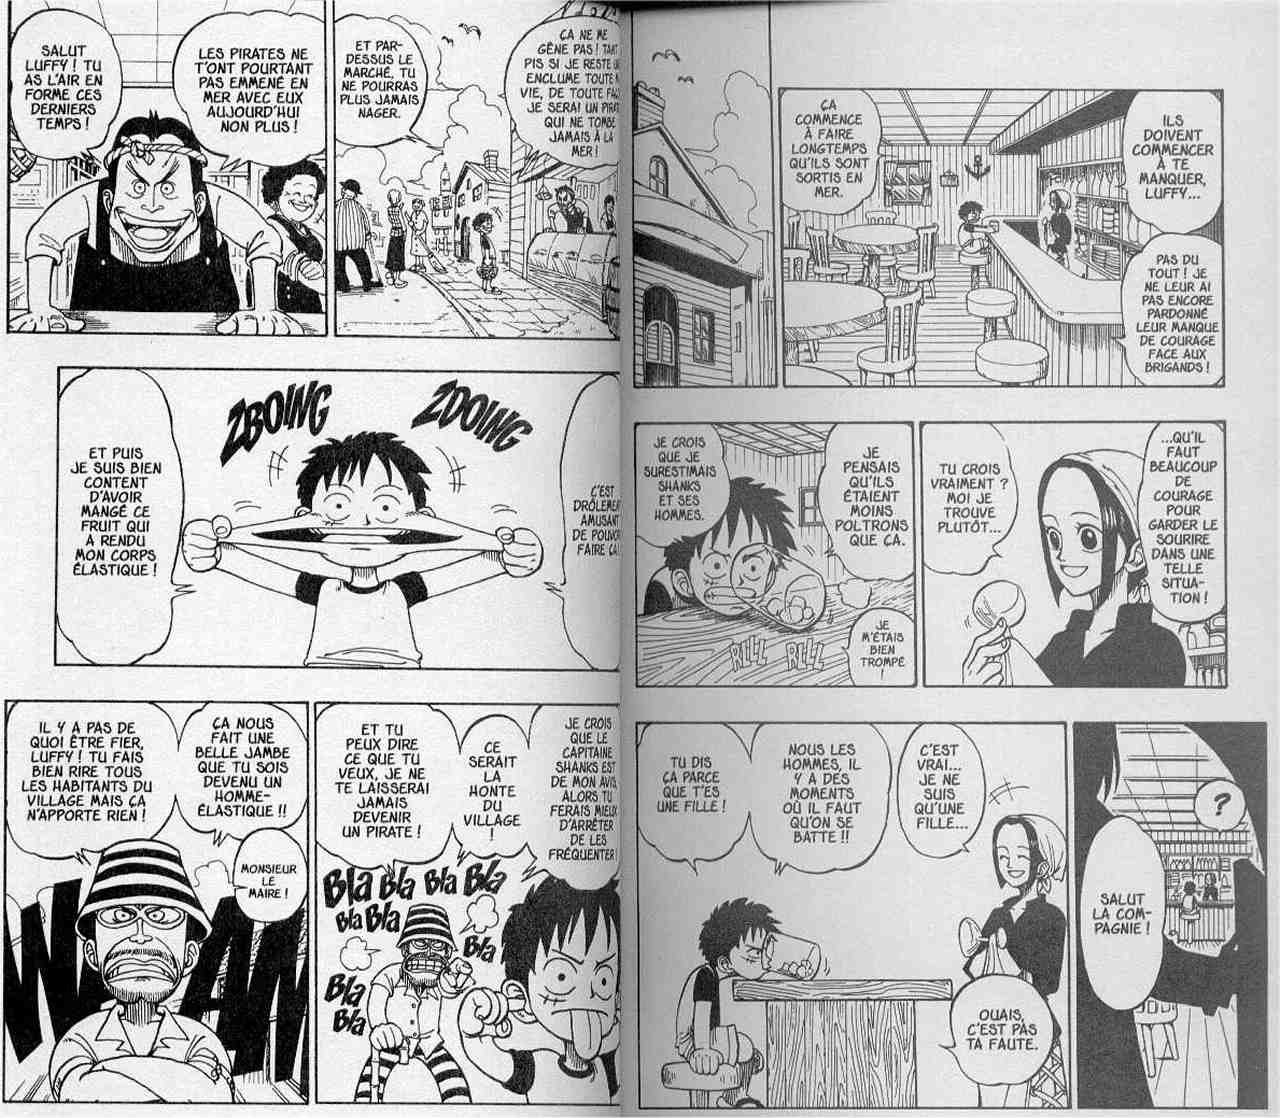 SALUT
LUFFY ! TU
AS L'AIR EN
FORME CES
DERNIERS
TEMPS !
LES PIRATES NE
T'ONT POURTANT
PAS EMMENÉ EN
MER AVEC EUX
AUJOURD'HUI
NON PLUS !
ET PAR-
DESSUS LE
MARCHÉ, TU
NE POURRAS
PLUS JAMAIS
NAGER.
ÇA NE ME
GÊNE PAS ! TANT
PIS SI JE RESTE
ENCLUME TOUTE
VIE, DE TOUTE
JE SERAI UN PIRAT
QUI NE TOMBE
JAMAIS À LA
MER !
ET PUIS
JE SUIS BIEN
CONTENT
D'AVOIR
MANGÉ CE
FRUIT QUI
A RENDU
MON CORPS
ÉLASTIQUE !
ZBOING
ZDOING
C'EST
DRÔLEMENT
AMUSANT
DE POUVOIR
FAIRE ÇA !
IL Y A PAS DE
QUOI ÊTRE FIER,
LUFFY ! TU FAIS
BIEN RIRE TOUS
LES HABITANTS DU
VILLAGE MAIS ÇA
N'APPORTE RIEN !
ÇA NOUS
FAIT UNE
BELLE JAMBE
QUE TU SOIS
DEVENU UN
HOMME-
ÉLASTIQUE !!
MONSIEUR
LE
MAIRE !
ET TU
PEUX DIRE
CE QUE TU
VEUX, JE NE
TE LAISSERAI
JAMAIS
DEVENIR
UN PIRATE !
CE
SERAIT
LA
HONTE
DU
VILLAGE
!
JE CROIS
QUE LE
CAPITAINE
SHANKS EST
DE MON AVIS,
ALORS TU
FERAIS MIEUX
D'ARRÊTER
DE LES
FRÉQUENTER !
Bla Bla Bla Bla
Bla Bla
Bla
Bla
Bla
ÇA
COMMENCE
À FAIRE
LONGTEMPS
QU'ILS SONT
SORTIS EN
MER.
ILS
DOIVENT
COMMENCER
À TE
MANQUER,
LUFFY...
PAS DU
TOUT ! JE
NE LEUR AI
PAS ENCORE
PARDONNÉ
LEUR MANQUE
DE COURAGE
FACE AUX
BRIGANDS !
JE CROIS
QUE JE
SURESTIMAIS
SHANKS
ET SES
HOMMES.
JE
PENSAIS
QU'ILS
ÉTAIENT
MOINS
POLTRONS
QUE ÇA.
JE
M'ÉTAIS
BIEN
TROMPÉ
!
RLLL RLLL
TU CROIS
VRAIMENT ?
MOI JE
TROUVE
PLUTÔT...
...QU'IL
FAUT
BEAUCOUP
DE
COURAGE
POUR
GARDER LE
SOURIRE
DANS UNE
TELLE
SITUA-
TION !
TU DIS
ÇA PARCE
QUE T'ES
UNE FILLE !
NOUS LES
HOMMES, IL
Y A DES
MOMENTS
OÙ IL FAUT
QU'ON SE
BATTE !!
C'EST
VRAI...
JE NE
SUIS
QU'UNE
FILLE...
OUAIS,
C'EST PAS
TA FAUTE.
?
SALUT
LA COM-
PAGNIE !